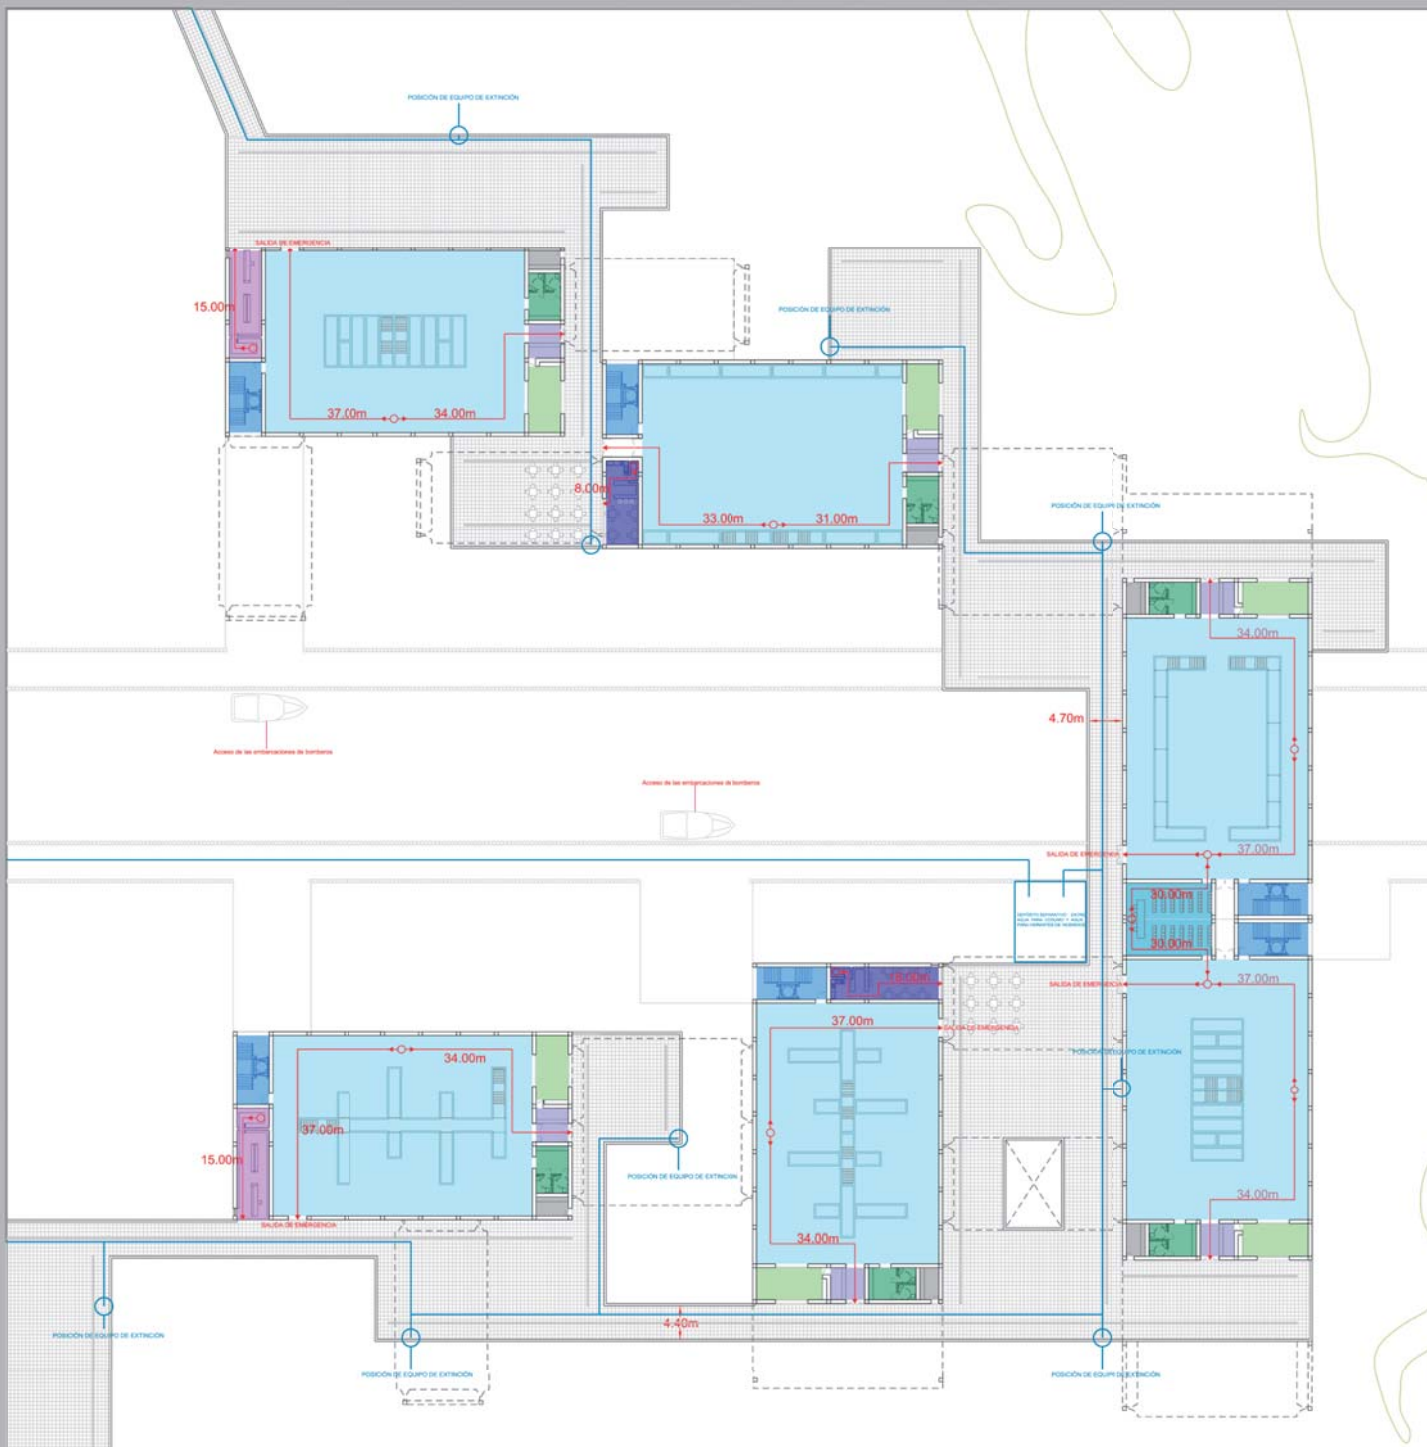 POSICIÓN DE EQUIPO DE EXTINCIÓN
SALIDA DE EMERGENCIA
15.00m
37.00m
34.00m
POSICIÓN DE EQUIPO DE EXTINCIÓN
8.00m
33.00m
31.00m
POSICIÓN DE EQUIPO DE EXTINCIÓN
34.00m
4.70m
Acceso de las embarcaciones de bomberos
Acceso de las embarcaciones de bomberos
SALIDA DE EMERGENCIA
37.00m
30.00m
30.00m
SALIDA DE EMERGENCIA
37.00m
37.00m
SALIDA DE EMERGENCIA
34.00m
POSICIÓN DE EQUIPO DE EXTINCIÓN
37.00m
15.00m
POSICIÓN DE EQUIPO DE EXTINCIÓN
34.00m
SALIDA DE EMERGENCIA
34.00m
4.40m
POSICIÓN DE EQUIPO DE EXTINCIÓN
POSICIÓN DE EQUIPO DE EXTINCIÓN
POSICIÓN DE EQUIPO DE EXTINCIÓN